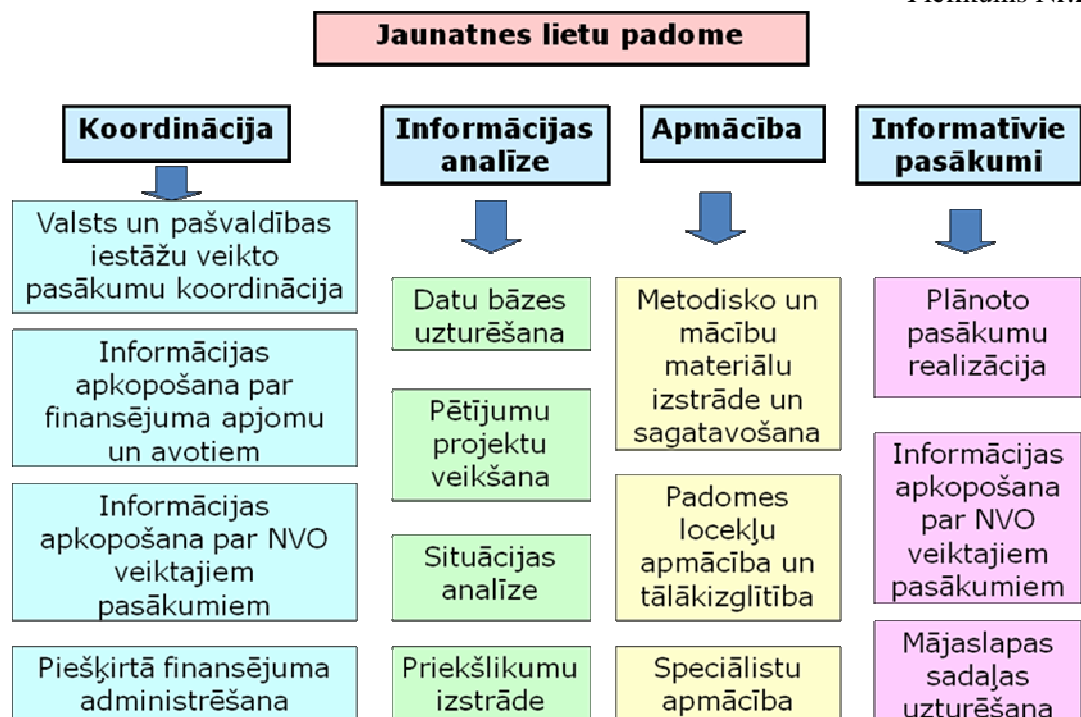 Jaunatnes lietu padome
Koordinācija
Valsts un pašvaldības
iestāžu veikto
pasākumu koordinācija
Informācijas
apkopošana par
finansējuma apjomu
un avotiem
Informācijas
apkopošana par NVO
veiktajiem
pasākumiem
Piešķirtā finansējuma
administrēšana
Informācijas
analīze
Datu bāzes
uzturēšana
Pētījumu
projektu
veikšana
Situācijas
analīze
Priekšlikumu
izstrāde
Apmācība
Metodisko un
mācību
materiālu
izstrāde un
sagatavošana
Padomes
locekļu
apmācība un
tālākizglītība
Speciālistu
apmācība
Informatīvie
pasākumi
Plānoto
pasākumu
realizācija
Informācijas
apkopošana
par NVO
veiktajiem
pasākumiem
Mājaslapas
sadaļas
uzturēšana